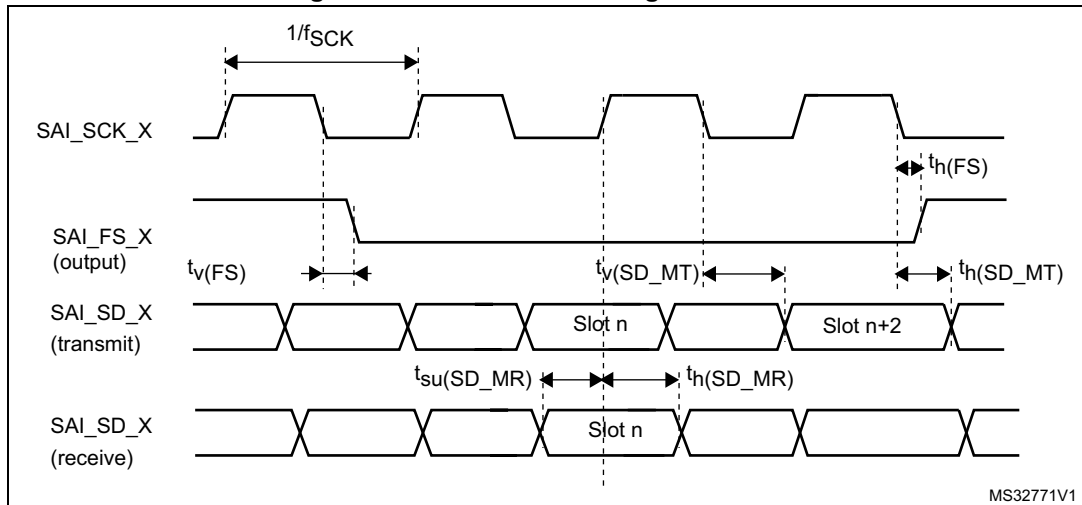 1/fSCK
SAI_SCK_X
th(FS)
SAI_FS_X
(output)
tv(FS)
tv(SD_MT)
th(SD_MT)
SAI_SD_X
(transmit)
Slot n
Slot n+2
tsu(SD_MR)
th(SD_MR)
SAI_SD_X
(receive)
Slot n
MS32771V1